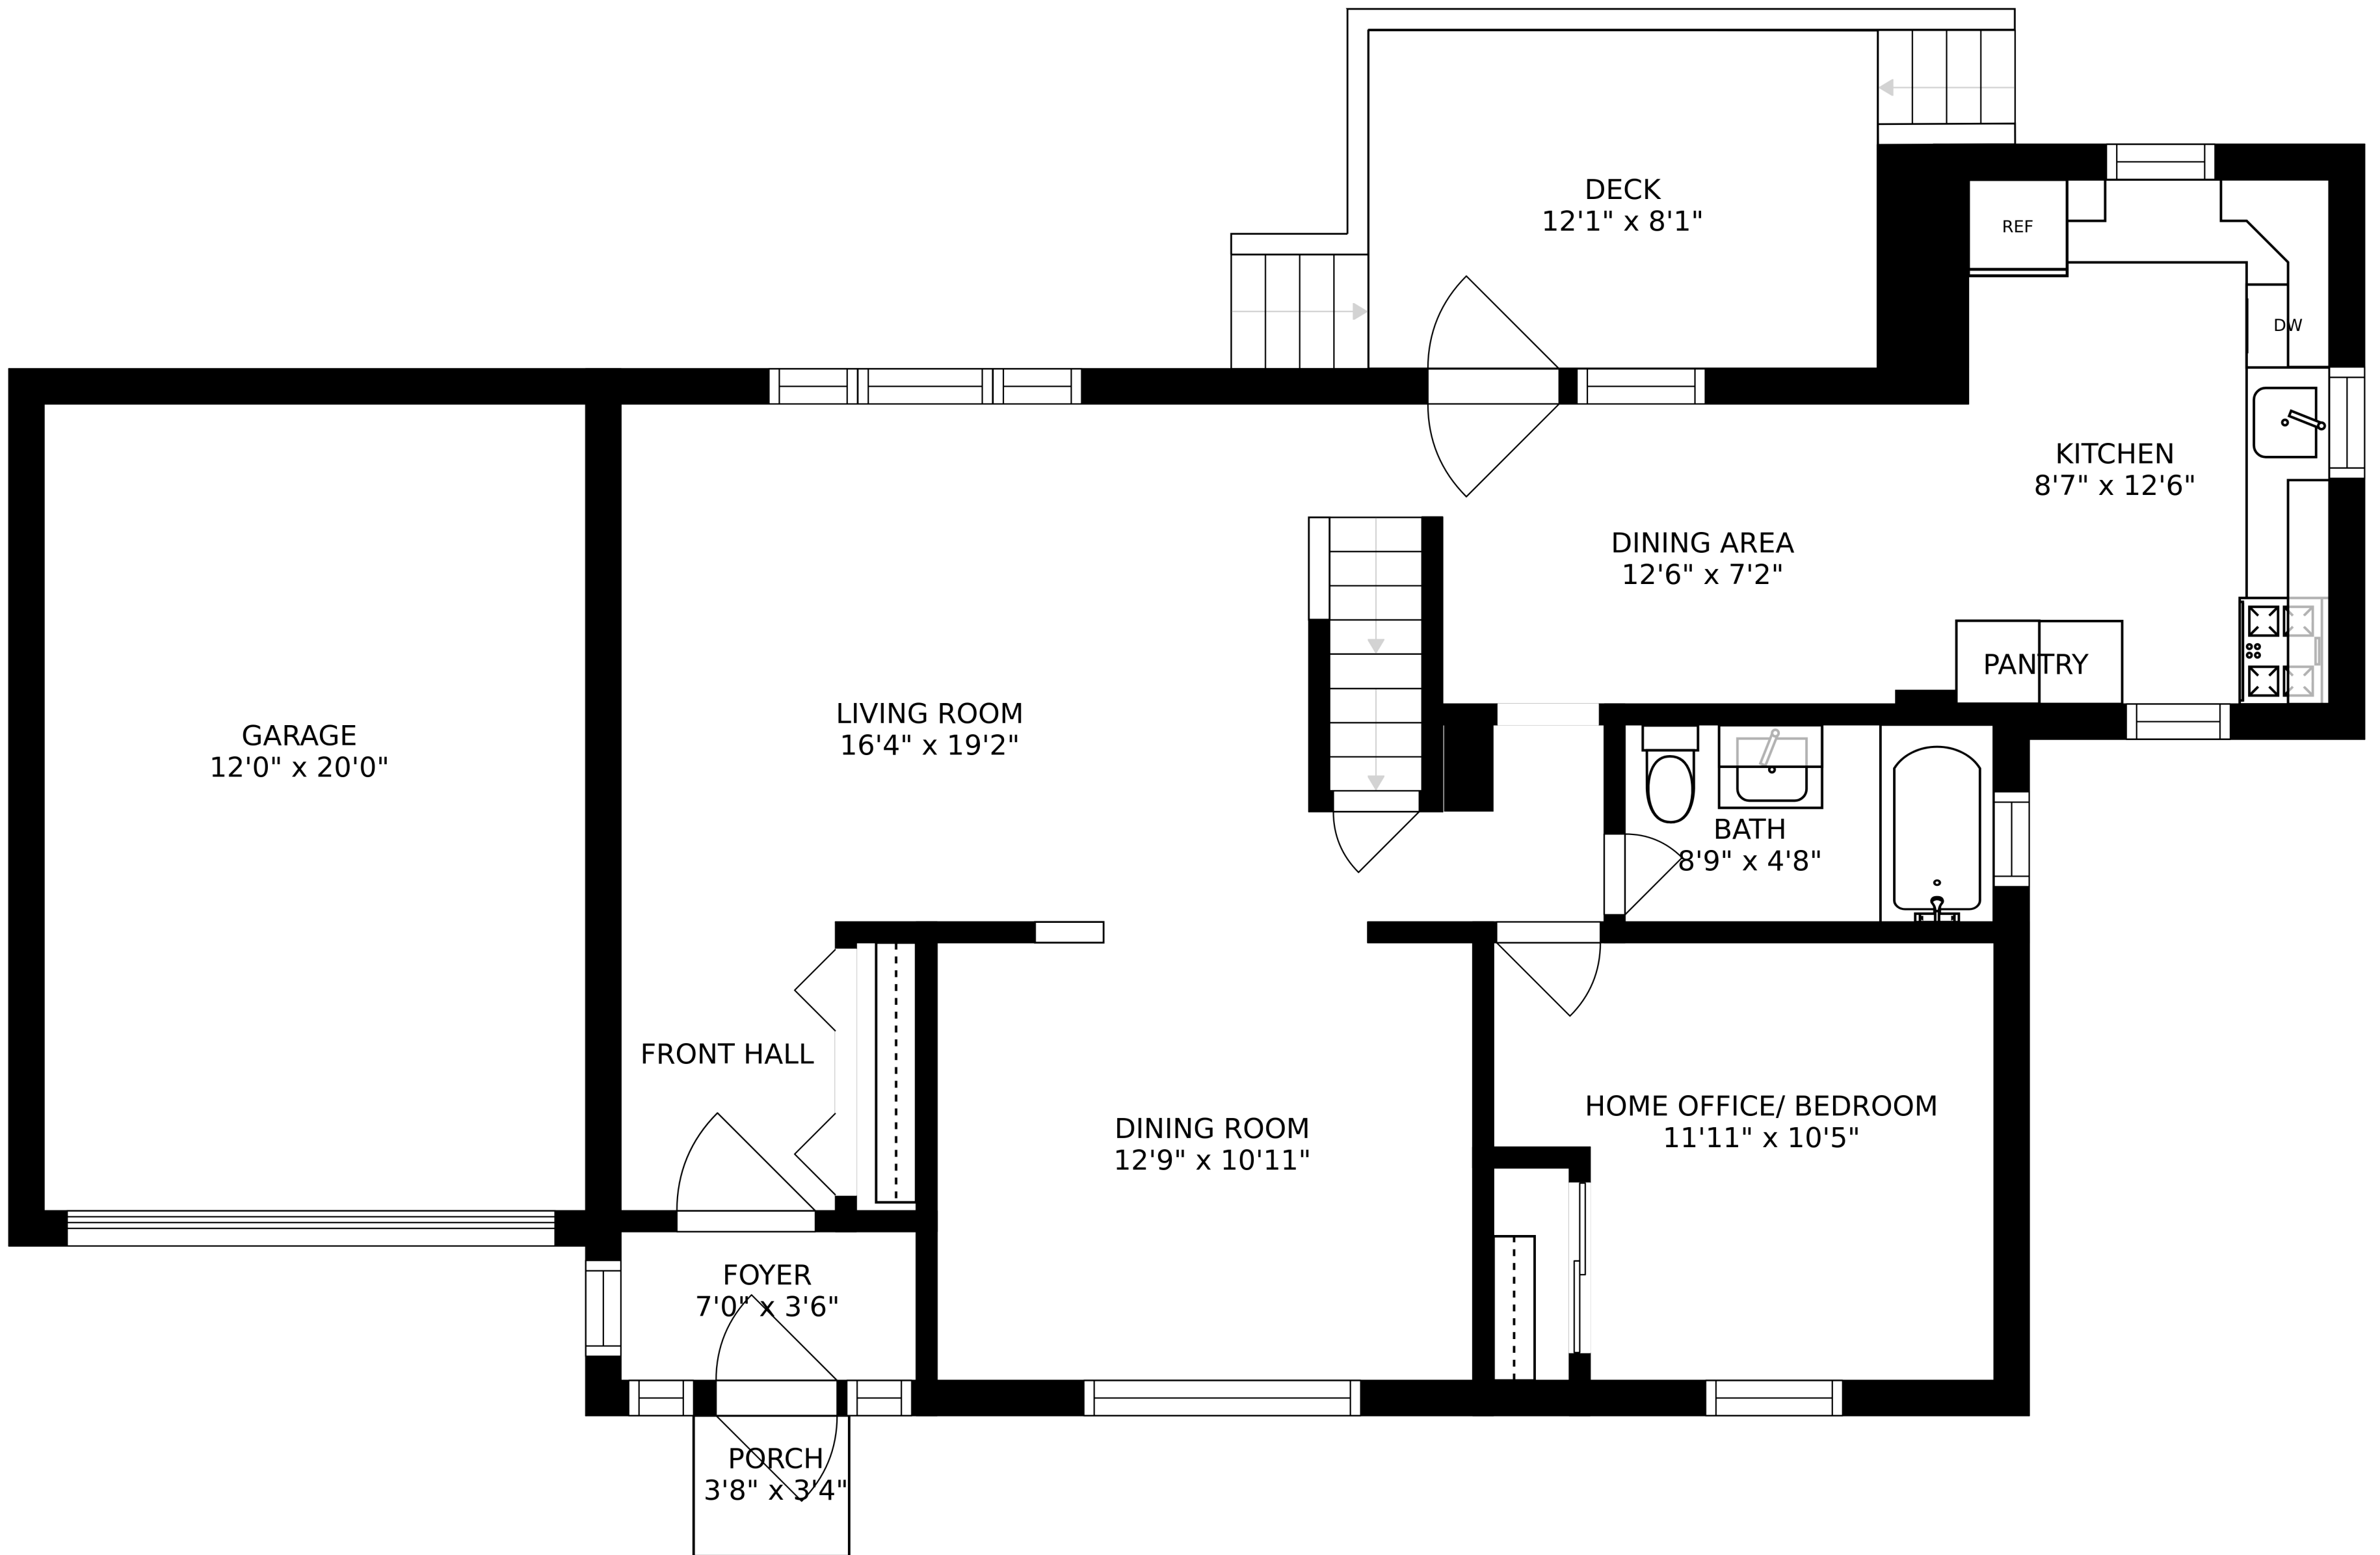 DECK
12'1" x 8'1"
REF
DW
KITCHEN
8'7" x 12'6"
DINING AREA
12'6" x 7'2"
PANTRY
LIVING ROOM
16'4" x 19'2"
GARAGE
12'0" x 20'0"
BATH
8'9" x 4'8"
FRONT HALL
HOME OFFICE/ BEDROOM
11'11" x 10'5"
DINING ROOM
12'9" x 10'11"
FOYER
7'0" x 3'6"
PORCH
3'8" x 3'4"